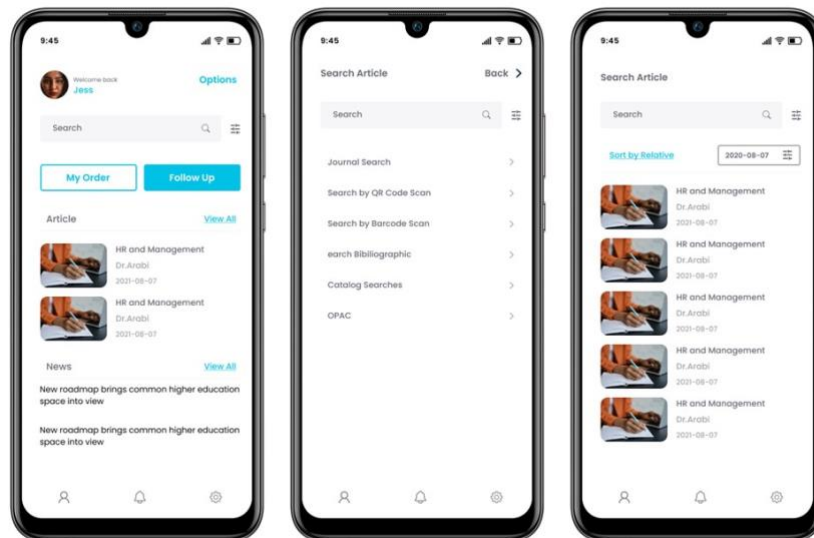 9:45
Welcome back
Jess
Options
Search
My Order
Follow Up
Article
View All
HR and Management
Dr.Arabi
2021-08-07
HR and Management
Dr.Arabi
2021-08-07
News
View All
New roadmap brings common higher education
space into view
New roadmap brings common higher education
space into view
9:45
Search Article
Back
Search
Journal Search
Search by QR Code Scan
Search by Barcode Scan
earch Bibiliographic
Catalog Searches
OPAC
9:45
Search Article
Search
Sort by Relative
2020-08-07
HR and Management
Dr.Arabi
2021-08-07
HR and Management
Dr.Arabi
2021-08-07
HR and Management
Dr.Arabi
2021-08-07
HR and Management
Dr.Arabi
2021-08-07
HR and Management
Dr.Arabi
2021-08-07